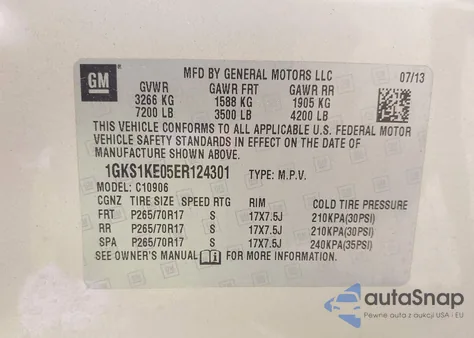 GM
MFD BY GENERAL MOTORS LLC
07/13
GVWR GAWR FRT GAWR RR
3266 KG 1588 KG 1905 KG
7200 LB 3500 LB 4200 LB
THIS VEHICLE CONFORMS TO ALL APPLICABLE U.S. FEDERAL MOTOR
VEHICLE SAFETY STANDARDS IN EFFECT ON THE DATE OF
MANUFACTURE SHOWN ABOVE.
1GKS1KE05ER124301 TYPE: M.P.V.
MODEL: C10906
CGNZ TIRE SIZE SPEED RTG RIM COLD TIRE PRESSURE
FRT P265/70R17 S 17X7.5J 210KPA(30PSI)
RR P265/70R17 S 17X7.5J 210KPA(30PSI)
SPA P265/70R17 S 17X7.5J 240KPA(35PSI)
SEE OWNER'S MANUAL i FOR MORE INFORMATION.
autoSnap
Pewne auta z aukcji USA i EU